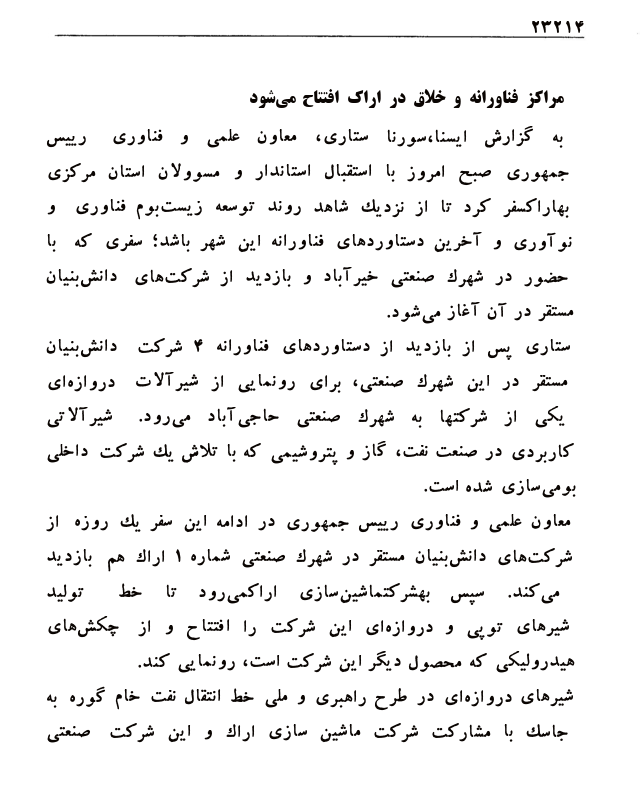 ۲۳۲۱۴
مراکز فناورانه و خلاق در اراک افتتاح می‌شود
به گزارش ایسنا،سورنا ستاری، معاون علمی و فناوری رییس
جمهوری صبح امروز با استقبال استاندار و مسوولان استان مرکزی
بهاراکسفر کرد تا از نزدیك شاهد روند توسعه زیست‌بوم فناوری و
نوآوری و آخرین دستاوردهای فناورانه این شهر باشد؛ سفری که با
حضور در شهرك صنعتی خیرآباد و بازدید از شرکت‌های دانش‌بنیان
مستقر در آن آغاز می‌شود.
ستاری پس از بازدید از دستاوردهای فناورانه ۴ شرکت دانش‌بنیان
مستقر در این شهرك صنعتی، برای رونمایی از شیرآلات دروازه‌ای
یکی از شرکتها به شهرك صنعتی حاجی‌آباد می‌رود. شیرآلاتی
کاربردی در صنعت نفت، گاز و پتروشیمی که با تلاش یك شرکت داخلی
بومی‌سازی شده است.
معاون علمی و فناوری رییس جمهوری در ادامه این سفر یك روزه از
شرکت‌های دانش‌بنیان مستقر در شهرك صنعتی شماره ۱ اراك هم بازدید
می‌کند. سپس بهشرکتماشین‌سازی اراکمی‌رود تا خط تولید
شیرهای توپی و دروازه‌ای این شرکت را افتتاح و از چکش‌های
هیدرولیکی که محصول دیگر این شرکت است، رونمایی کند.
شیرهای دروازه‌ای در طرح راهبری و ملی خط انتقال نفت خام گوره به
جاسك با مشارکت شرکت ماشین سازی اراك و این شرکت صنعتی